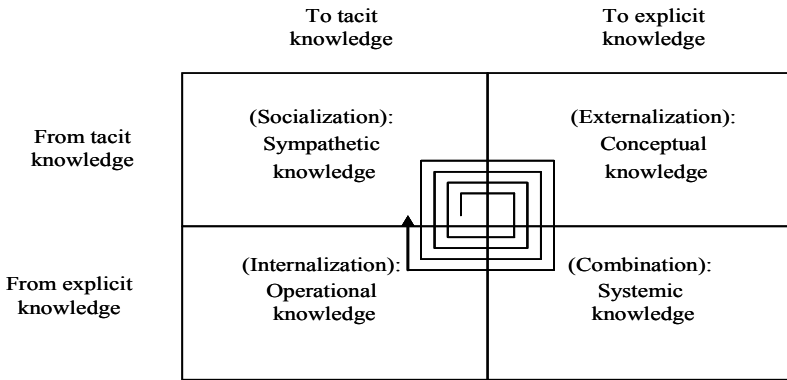 To tacit
knowledge
To explicit
knowledge
From tacit
knowledge
(Socialization):
Sympathetic
knowledge
(Externalization):
Conceptual
knowledge
From explicit
knowledge
(Internalization):
Operational
knowledge
(Combination):
Systemic
knowledge